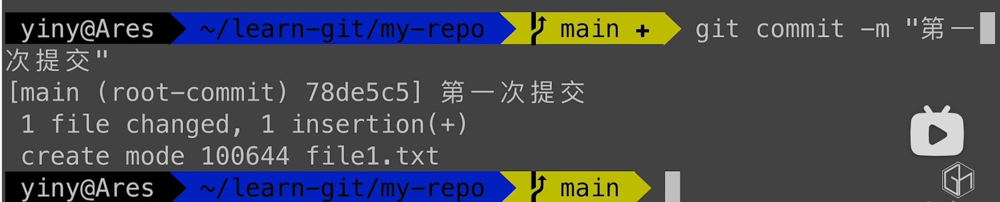 yiny@Ares ~/learn-git/my-repo main + git commit -m "第一
次提交"
[main (root-commit) 78de5c5] 第一次提交
1 file changed, 1 insertion(+)
create mode 100644 file1.txt
yiny@Ares ~/learn-git/my-repo main